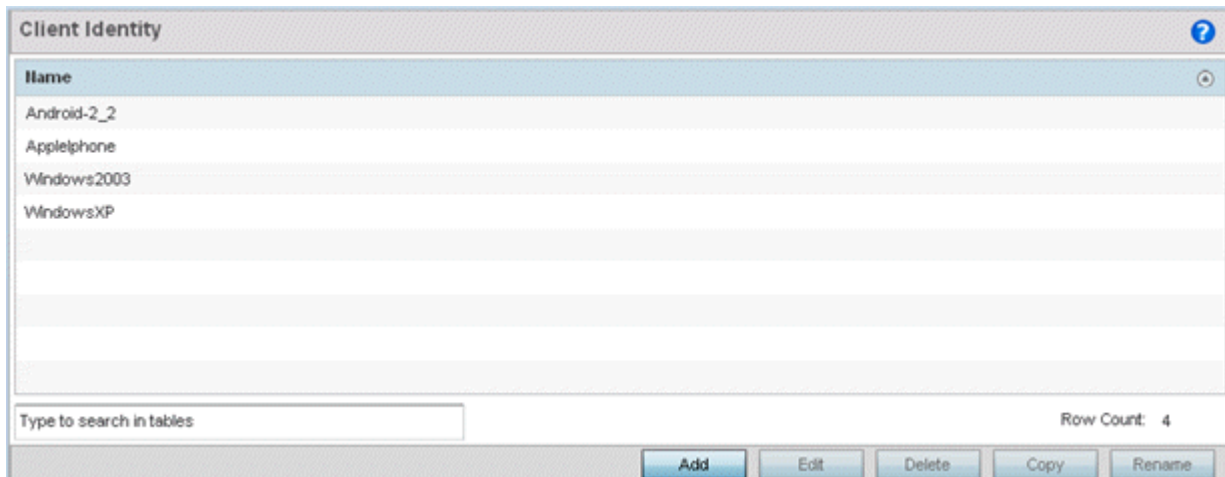 Client Identity
Name
Android-2_2
AppleIphone
Windows2003
WindowsXP
Type to search in tables
Row Count: 4
Add Edit Delete Copy Rename